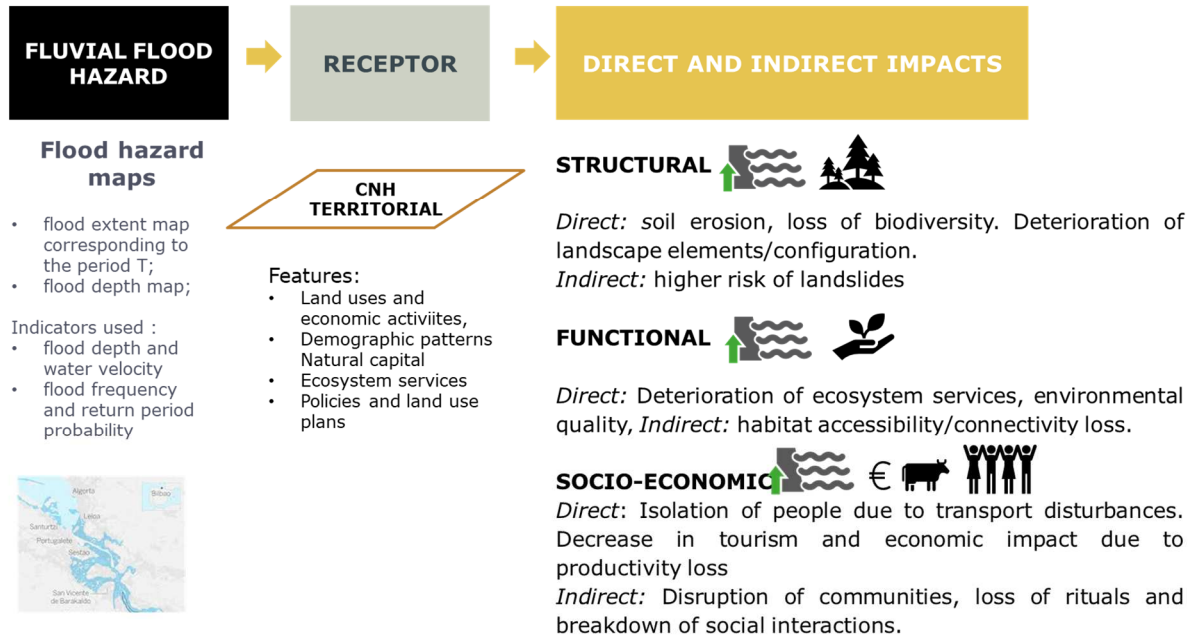 FLUVIAL FLOOD
HAZARD
RECEPTOR
DIRECT AND INDIRECT IMPACTS
Flood hazard
maps
• flood extent map
corresponding to
the period T;
• flood depth map;
Indicators used :
• flood depth and
water velocity
• flood frequency
and return period
probability
Algorta
Bilbao
Leioa
Santurtzi
Portugalete
Sestao
San Vicente
de Barakaldo
CNH
TERRITORIAL
Features:
• Land uses and
economic activiites,
• Demographic patterns
Natural capital
• Ecosystem services
• Policies and land use
plans
STRUCTURAL
Direct: soil erosion, loss of biodiversity. Deterioration of
landscape elements/configuration.
Indirect: higher risk of landslides
FUNCTIONAL
Direct: Deterioration of ecosystem services, environmental
quality, Indirect: habitat accessibility/connectivity loss.
SOCIO-ECONOMIC €
Direct: Isolation of people due to transport disturbances.
Decrease in tourism and economic impact due to
productivity loss
Indirect: Disruption of communities, loss of rituals and
breakdown of social interactions.